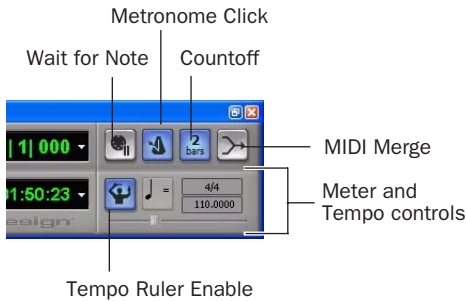 Metronome Click
Wait for Note
Countoff
1| 000
2 bars
MIDI Merge
01:50:23
=
4/4
110.0000
Meter and
Tempo controls
esign
Tempo Ruler Enable